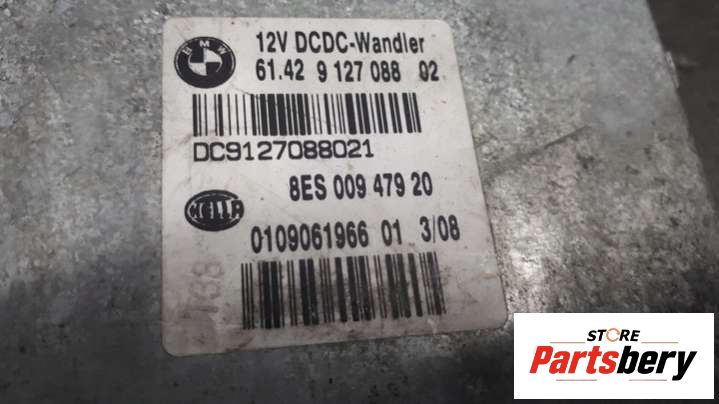 BMW
12V DCDC-Wandler
61.42 9 127 088 02
DC9127088021
8ES 009 479 20
HELLA
0109061966 01 3/08
STORE
Partsbery